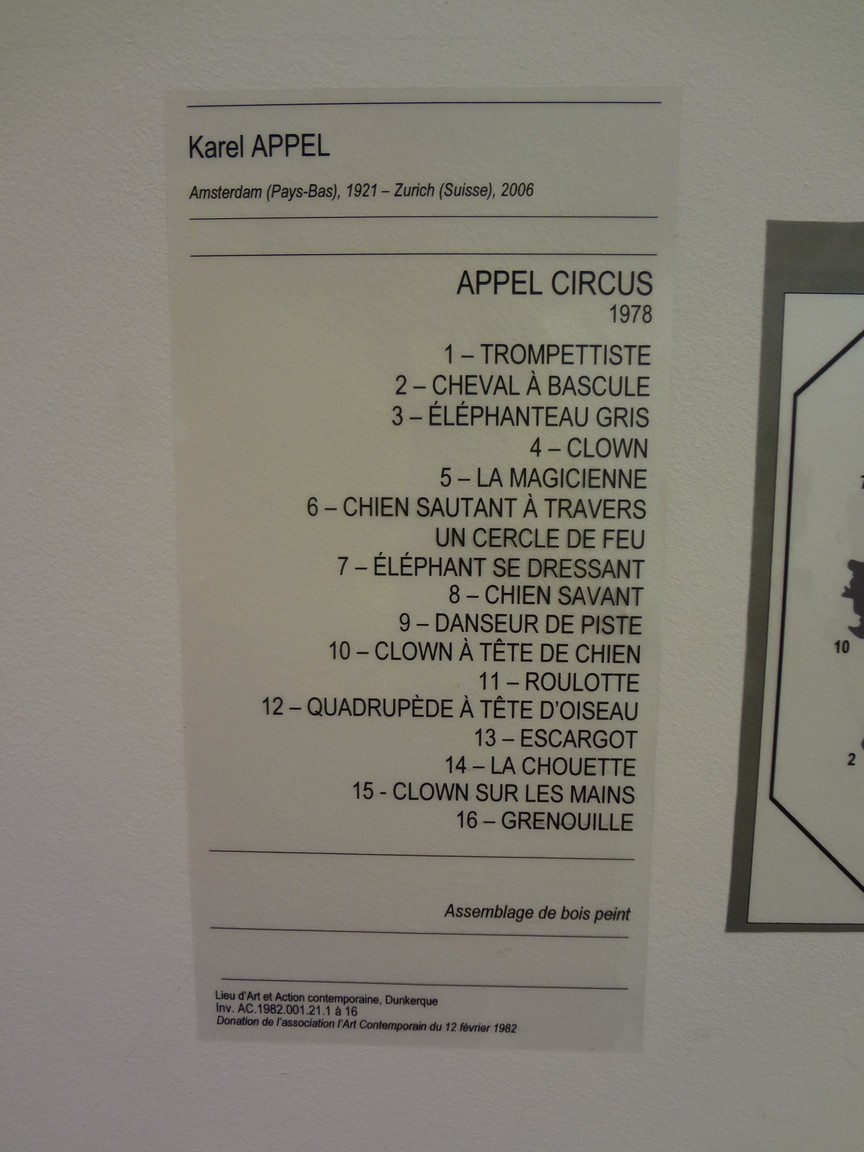 Karel APPEL
Amsterdam (Pays-Bas), 1921 – Zurich (Suisse), 2006
APPEL CIRCUS
1978
1 – TROMPETTISTE
2 – CHEVAL À BASCULE
3 – ÉLÉPHANTEAU GRIS
4 – CLOWN
5 – LA MAGICIENNE
6 – CHIEN SAUTANT À TRAVERS
UN CERCLE DE FEU
7 – ÉLÉPHANT SE DRESSANT
8 – CHIEN SAVANT
9 – DANSEUR DE PISTE
10 – CLOWN À TÊTE DE CHIEN
11 – ROULOTTE
12 – QUADRUPÈDE À TÊTE D'OISEAU
13 – ESCARGOT
14 – LA CHOUETTE
15 - CLOWN SUR LES MAINS
16 – GRENOUILLE
Assemblage de bois peint
Lieu d'Art et Action contemporaine, Dunkerque
Inv. AC.1982.001.21.1 à 16
Donation de l'association l'Art Contemporain du 12 février 1982
10
2